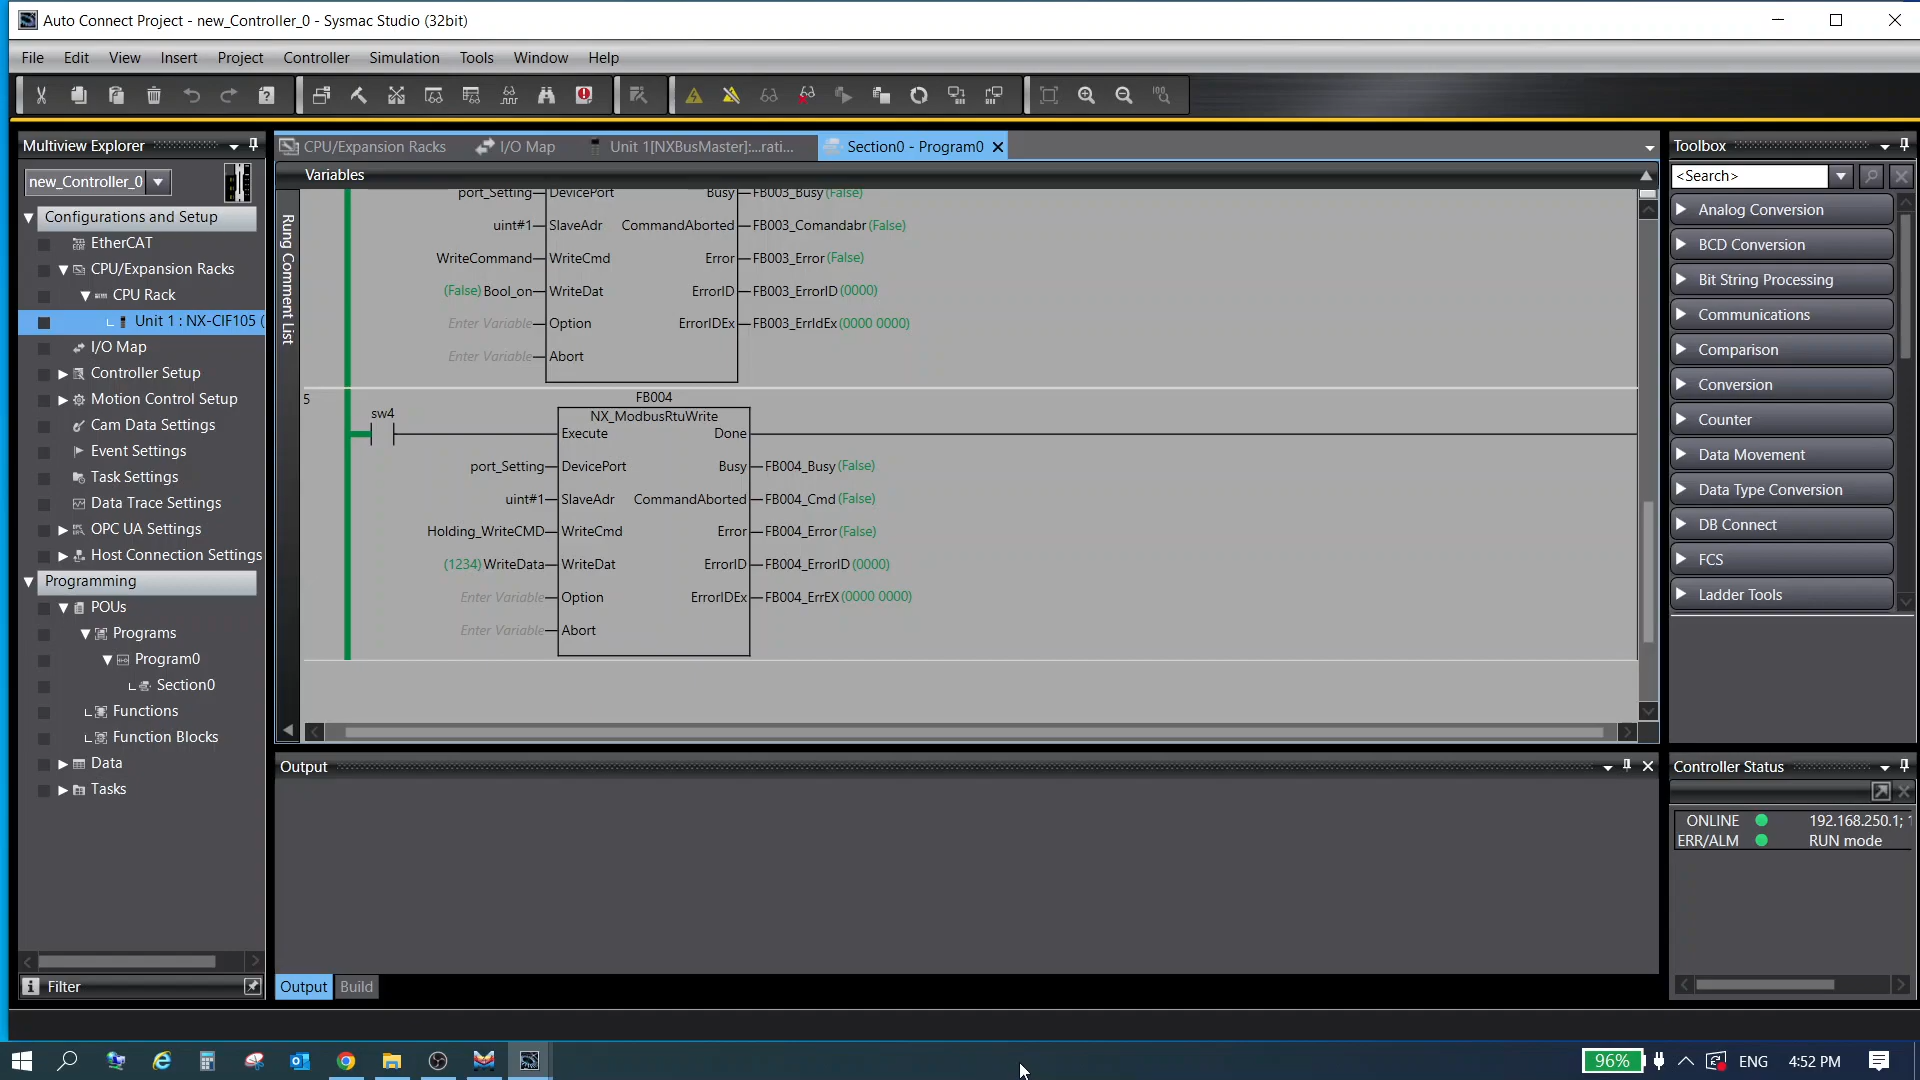 Auto Connect Project - new_Controller_0 - Sysmac Studio (32bit)
File Edit View Insert Project Controller Simulation Tools Window Help
Multiview Explorer
new_Controller_0
Configurations and Setup
EtherCAT
CPU/Expansion Racks
CPU Rack
Unit 1 : NX-CIF105 (
I/O Map
Controller Setup
Motion Control Setup
Cam Data Settings
Event Settings
Task Settings
Data Trace Settings
OPC UA Settings
Host Connection Settings
Programming
POUs
Programs
Program0
Section0
Functions
Function Blocks
Data
Tasks
Filter
CPU/Expansion Racks I/O Map Unit 1[NXBusMaster]:...rati... Section0 - Program0
Variables
Rung Comment List
port_Setting DevicePort Busy FB003_Busy (False)
uint#1 SlaveAdr CommandAborted FB003_Comandabr (False)
WriteCommand WriteCmd Error FB003_Error (False)
(False) Bool_on WriteDat ErrorID FB003_ErrorID (0000)
Enter Variable Option ErrorIDEx FB003_ErrIdEx (0000 0000)
Enter Variable Abort
5
FB004
sw4 NX_ModbusRtuWrite
Execute Done
port_Setting DevicePort Busy FB004_Busy (False)
uint#1 SlaveAdr CommandAborted FB004_Cmd (False)
Holding_WriteCMD WriteCmd Error FB004_Error (False)
(1234) WriteData WriteDat ErrorID FB004_ErrorID (0000)
Enter Variable Option ErrorIDEx FB004_ErrEX (0000 0000)
Enter Variable Abort
Output
Output Build
Toolbox
<Search>
Analog Conversion
BCD Conversion
Bit String Processing
Communications
Comparison
Conversion
Counter
Data Movement
Data Type Conversion
DB Connect
FCS
Ladder Tools
Controller Status
ONLINE 192.168.250.1;
ERR/ALM RUN mode
96% ENG 4:52 PM